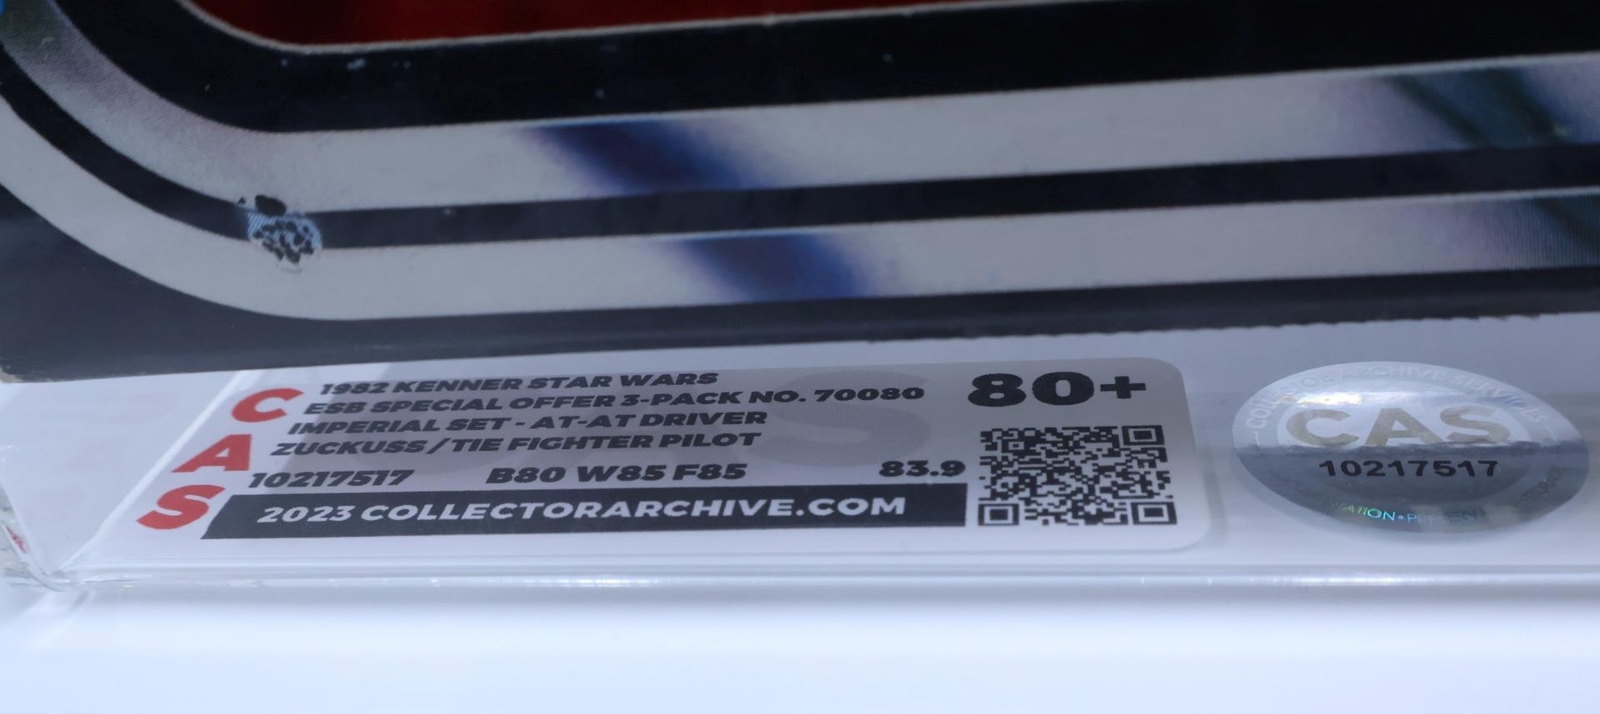 CAS
1982 KENNER STAR WARS
ESB SPECIAL OFFER 3-PACK NO. 70080
IMPERIAL SET - AT-AT DRIVER
ZUCKUSS / TIE FIGHTER PILOT
10217517 B80 W85 F85 83.9
80+
2023 COLLECTORARCHIVE.COM
CAS
10217517